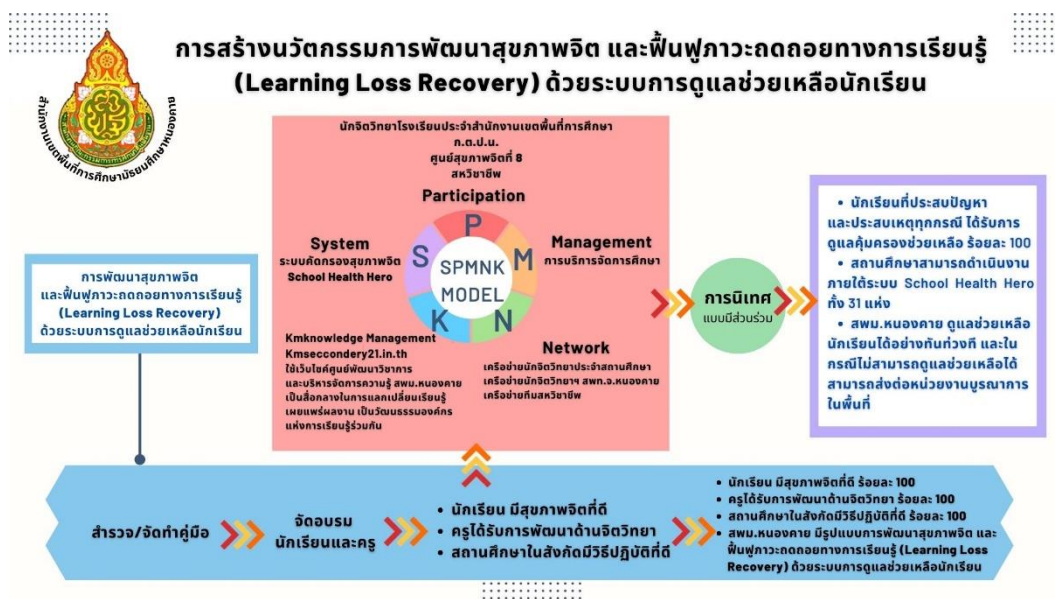 การสร้างนวัตกรรมการพัฒนาสุขภาพจิต และฟื้นฟูภาวะถดถอยทางการเรียนรู้
(Learning Loss Recovery) ด้วยระบบการดูแลช่วยเหลือนักเรียน
สำนักงานเขตพื้นที่การศึกษามัธยมศึกษาหนองคาย
นักจิตวิทยาโรงเรียนประจำสำนักงานเขตพื้นที่การศึกษา
ก.ต.ป.น.
ศูนย์สุขภาพจิตที่ 8
สหวิชาชีพ
Participation
System
ระบบคัดกรองสุขภาพจิต
School Health Hero
S
P
M
N
K
SPMNK
MODEL
Management
การบริหารจัดการศึกษา
Kmknowledge Management
Kmseccondery21.in.th
ใช้เว็บไซค์ศูนย์พัฒนาวิชาการ
และบริหารจัดการความรู้ สพม.หนองคาย
เป็นสื่อกลางในการแลกเปลี่ยนเรียนรู้
เผยแพร่ผลงาน เป็นวัฒนธรรมองค์กร
แห่งการเรียนรู้ร่วมกัน
Network
เครือข่ายนักจิตวิทยาประจำสถานศึกษา
เครือข่ายนักจิตวิทยาฯ สพท.จ.หนองคาย
เครือข่ายทีมสหวิชาชีพ
การพัฒนาสุขภาพจิต
และฟื้นฟูภาวะถดถอยทางการเรียนรู้
(Learning Loss Recovery)
ด้วยระบบการดูแลช่วยเหลือนักเรียน
การนิเทศ
แบบมีส่วนร่วม
• นักเรียนที่ประสบปัญหา
และประสบเหตุทุกกรณี ได้รับการ
ดูแลคุ้มครองช่วยเหลือ ร้อยละ 100
• สถานศึกษาสามารถดำเนินงาน
ภายใต้ระบบ School Health Hero
ทั้ง 31 แห่ง
• สพม.หนองคาย ดูแลช่วยเหลือ
นักเรียนได้อย่างทันท่วงที และใน
กรณีไม่สามารถดูแลช่วยเหลือได้
สามารถส่งต่อหน่วยงานบูรณาการ
ในพื้นที่
สำรวจ/จัดทำคู่มือ
จัดอบรม
นักเรียนและครู
• นักเรียน มีสุขภาพจิตที่ดี
• ครูได้รับการพัฒนาด้านจิตวิทยา
• สถานศึกษาในสังกัดมีวิธีปฏิบัติที่ดี
• นักเรียน มีสุขภาพจิตที่ดี ร้อยละ 100
• ครูได้รับการพัฒนาด้านจิตวิทยา ร้อยละ 100
• สถานศึกษาในสังกัดมีวิธีปฏิบัติที่ดี ร้อยละ 100
• สพม.หนองคาย มีรูปแบบการพัฒนาสุขภาพจิต และ
ฟื้นฟูภาวะถดถอยทางการเรียนรู้ (Learning Loss
Recovery) ด้วยระบบการดูแลช่วยเหลือนักเรียน